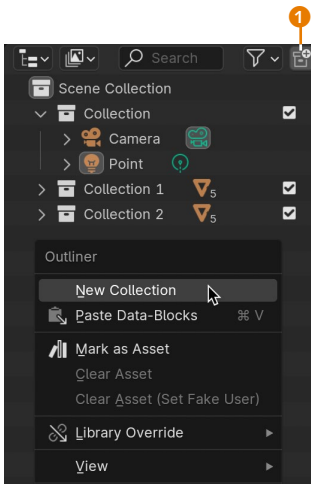 1
Search
Scene Collection
Collection
Camera
Point
Collection 1 5
Collection 2 5
Outliner
New Collection
Paste Data-Blocks ⌘ V
Mark as Asset
Clear Asset
Clear Asset (Set Fake User)
Library Override
View